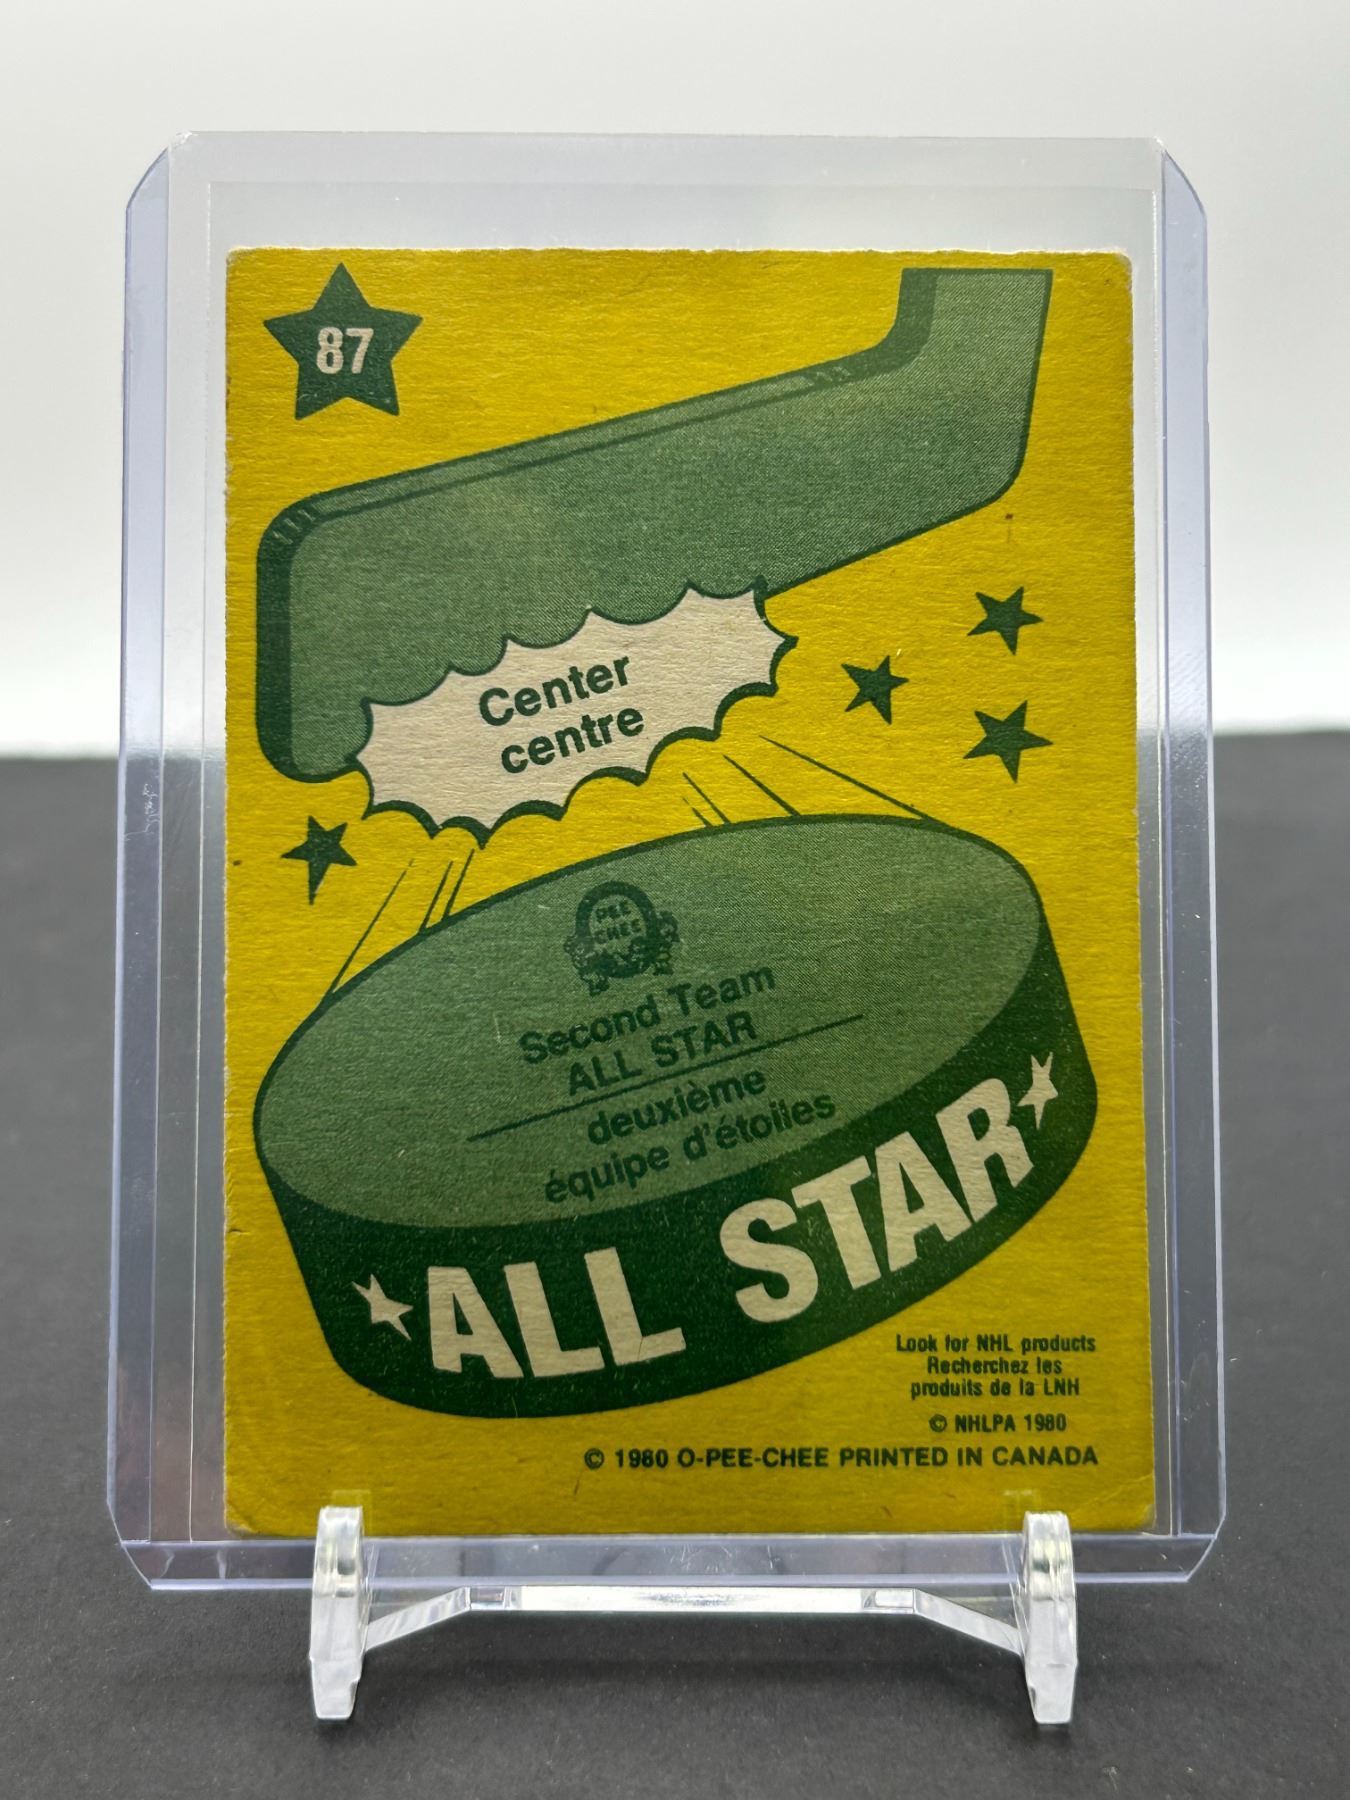 87
Center
centre
PEE
CHEE
Second Team
ALL STAR
deuxième
équipe d'étoiles
ALL STAR
Look for NHL products
Recherchez les
produits de la LNH
© NHLPA 1980
© 1980 O-PEE-CHEE PRINTED IN CANADA